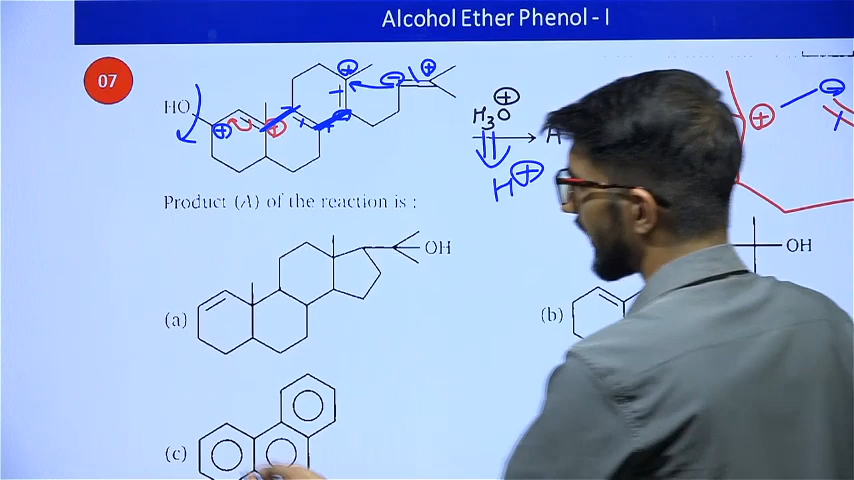 Alcohol Ether Phenol - I
07
HO
H3O+
A
H+
Product (A) of the reaction is :
(a)
OH
(b)
OH
(c)